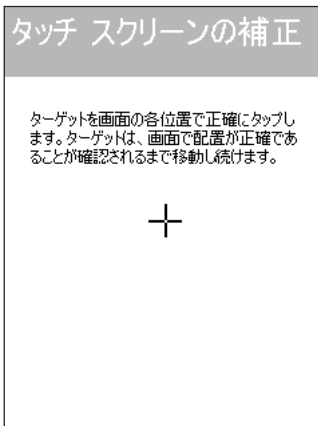 タッチ スクリーンの補正
ターゲットを画面の各位置で正確にタップし
ます。ターゲットは、画面で配置が正確であ
ることが確認されるまで移動し続けます。